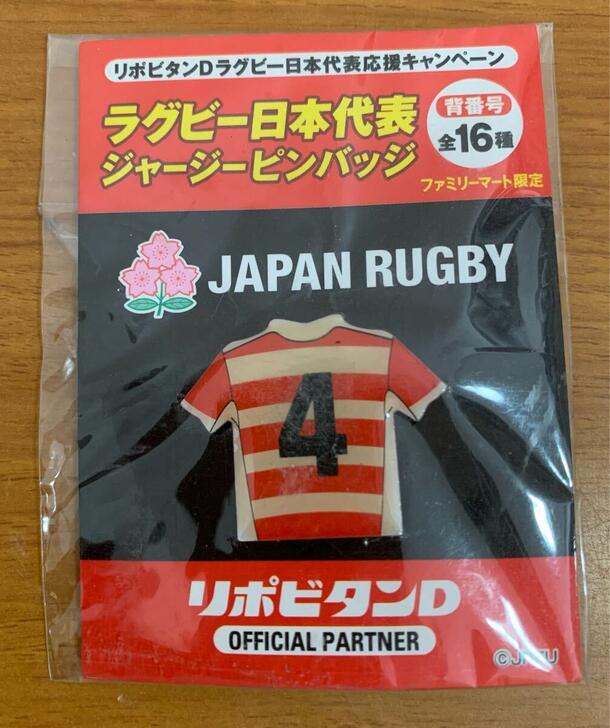 リポビタンDラグビー日本代表応援キャンペーン
ラグビー日本代表
ジャージーピンバッジ
背番号
全16種
ファミリーマート限定
JAPAN RUGBY
4
リポビタンD
OFFICIAL PARTNER